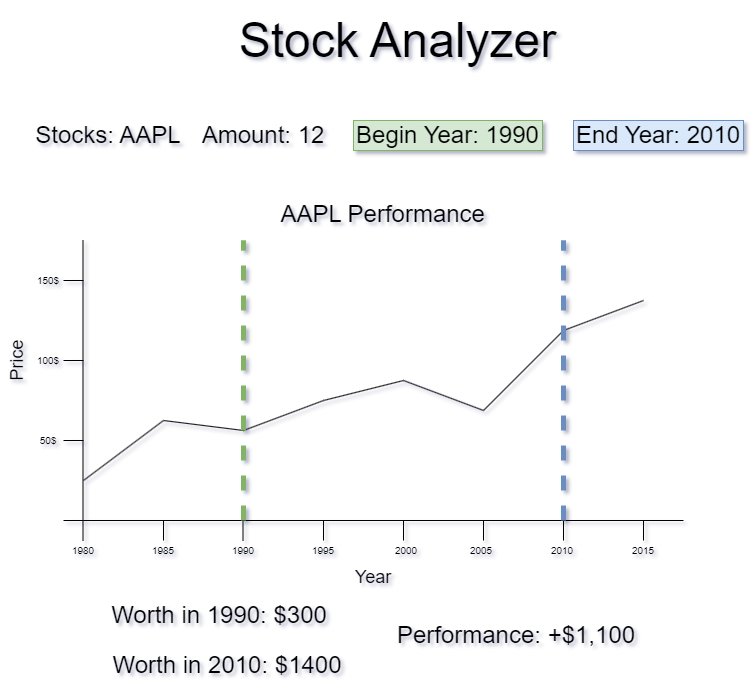 Stock Analyzer
Stocks: AAPL Amount: 12 Begin Year: 1990 End Year: 2010
AAPL Performance
150$
100$
50$
Price
1980 1985 1990 1995 2000 2005 2010 2015
Year
Worth in 1990: $300
Performance: +$1,100
Worth in 2010: $1400